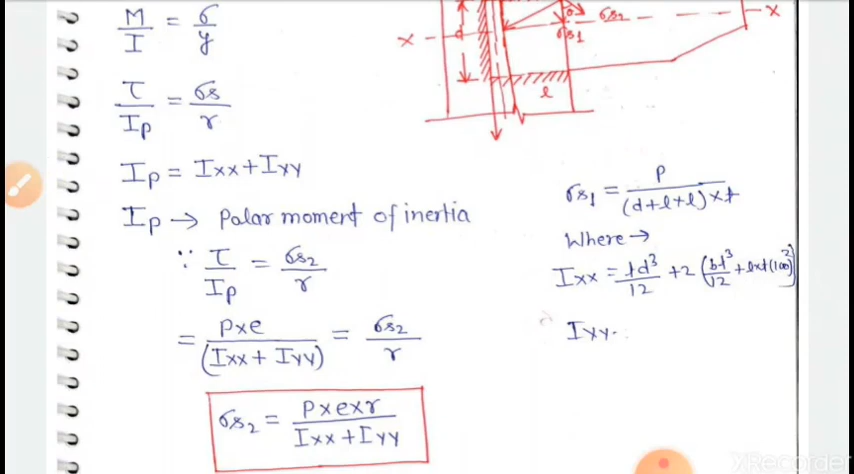 M/I = σ/y
τ/Ip = σs/r
Ip = Ixx + Iyy
Ip → Palar moment of inertia
∵ τ/Ip = σs₂/r
= P×e/(Ixx + Iyy) = σs₂/r
σs₂ = P×e×r/Ixx + Iyy
X
d
σs₂
σs₁
X
l
σs₁ = P/(d+l+l)×t
Where →
Ixx = td³/12 + 2(bt³/12 + l×t(100)²)
Iyy
XRecorder